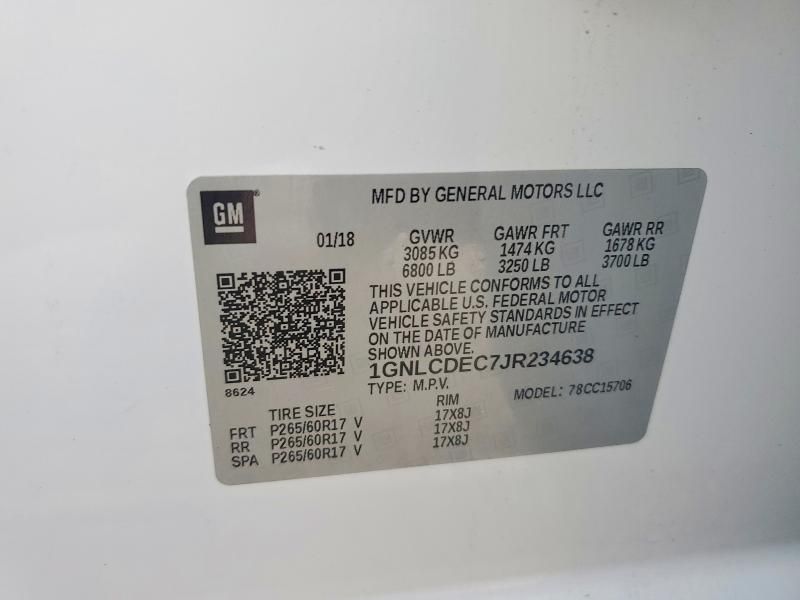 GM
MFD BY GENERAL MOTORS LLC
01/18 GVWR GAWR FRT GAWR RR
3085 KG 1474 KG 1678 KG
6800 LB 3250 LB 3700 LB
THIS VEHICLE CONFORMS TO ALL
APPLICABLE U.S. FEDERAL MOTOR
VEHICLE SAFETY STANDARDS IN EFFECT
ON THE DATE OF MANUFACTURE
SHOWN ABOVE.
1GNLCDEC7JR234638
8624
TYPE: M.P.V. MODEL: 78CC15706
TIRE SIZE RIM
FRT P265/60R17 V 17X8J
RR P265/60R17 V 17X8J
SPA P265/60R17 V 17X8J